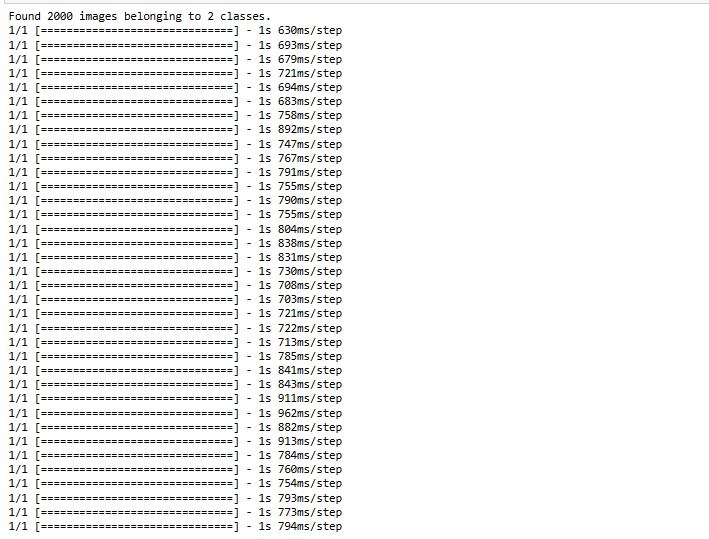 Found 2000 images belonging to 2 classes.
1/1 [==============================] - 1s 630ms/step
1/1 [==============================] - 1s 693ms/step
1/1 [==============================] - 1s 679ms/step
1/1 [==============================] - 1s 721ms/step
1/1 [==============================] - 1s 694ms/step
1/1 [==============================] - 1s 683ms/step
1/1 [==============================] - 1s 758ms/step
1/1 [==============================] - 1s 892ms/step
1/1 [==============================] - 1s 747ms/step
1/1 [==============================] - 1s 767ms/step
1/1 [==============================] - 1s 791ms/step
1/1 [==============================] - 1s 755ms/step
1/1 [==============================] - 1s 790ms/step
1/1 [==============================] - 1s 755ms/step
1/1 [==============================] - 1s 804ms/step
1/1 [==============================] - 1s 838ms/step
1/1 [==============================] - 1s 831ms/step
1/1 [==============================] - 1s 730ms/step
1/1 [==============================] - 1s 708ms/step
1/1 [==============================] - 1s 703ms/step
1/1 [==============================] - 1s 721ms/step
1/1 [==============================] - 1s 722ms/step
1/1 [==============================] - 1s 713ms/step
1/1 [==============================] - 1s 785ms/step
1/1 [==============================] - 1s 841ms/step
1/1 [==============================] - 1s 843ms/step
1/1 [==============================] - 1s 911ms/step
1/1 [==============================] - 1s 962ms/step
1/1 [==============================] - 1s 882ms/step
1/1 [==============================] - 1s 913ms/step
1/1 [==============================] - 1s 784ms/step
1/1 [==============================] - 1s 760ms/step
1/1 [==============================] - 1s 754ms/step
1/1 [==============================] - 1s 793ms/step
1/1 [==============================] - 1s 773ms/step
1/1 [==============================] - 1s 794ms/step